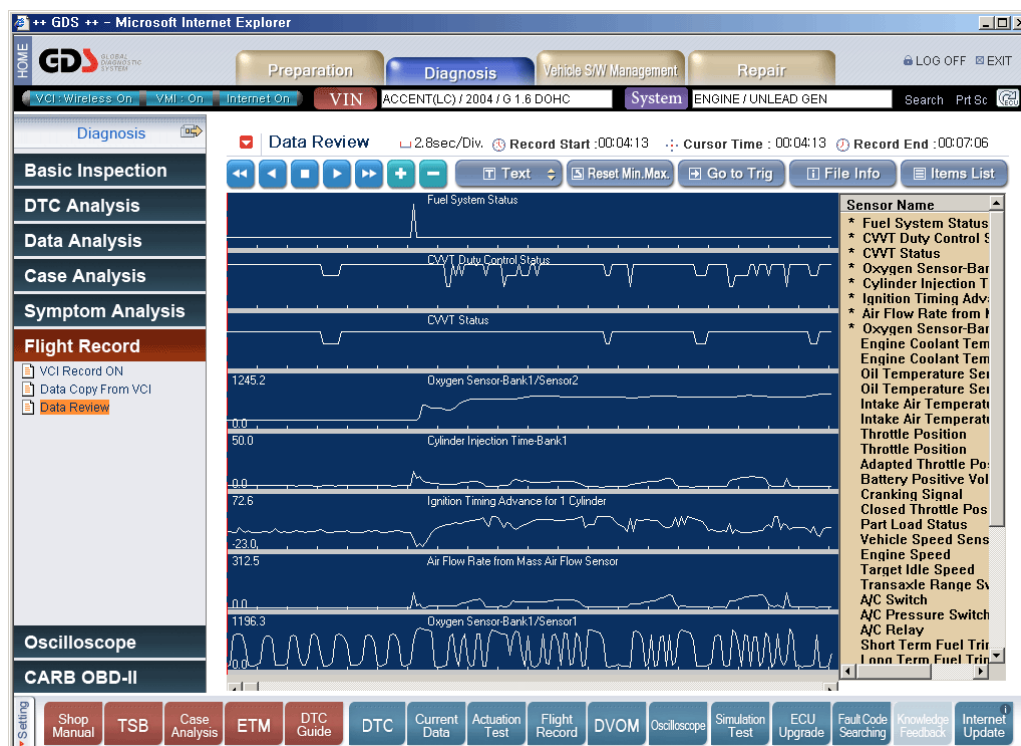 ++ GDS ++ - Microsoft Internet Explorer
HOME
GDS GLOBAL DIAGNOSTIC SYSTEM
Preparation
Diagnosis
Vehicle S/W Management
Repair
LOG OFF
EXIT
VCI : Wireless On
VMI : On
Internet On
VIN
ACCENT(LC) / 2004 / G 1.6 DOHC
System
ENGINE / UNLEAD GEN
Search
Prt Sc
ECU
Diagnosis
Basic Inspection
DTC Analysis
Data Analysis
Case Analysis
Symptom Analysis
Flight Record
VCI Record ON
Data Copy From VCI
Data Review
Oscilloscope
CARB OBD-II
Data Review
2.8sec/Div.
Record Start :00:04:13
Cursor Time : 00:04:13
Record End :00:07:06
Text
Reset Min.Max.
Go to Trig
File Info
Items List
Fuel System Status
CVVT Duty Control Status
CVVT Status
1245.2
Oxygen Sensor-Bank1/Sensor2
0.0
50.0
Cylinder Injection Time-Bank1
0.0
72.6
Ignition Timing Advance for 1 Cylinder
-23.0
312.5
Air Flow Rate from Mass Air Flow Sensor
0.0
1196.3
Oxygen Sensor-Bank1/Sensor1
0.0
Sensor Name
* Fuel System Status
* CVVT Duty Control S
* CVVT Status
* Oxygen Sensor-Bar
* Cylinder Injection T
* Ignition Timing Adv
* Air Flow Rate from M
* Oxygen Sensor-Bar
Engine Coolant Tem
Engine Coolant Tem
Oil Temperature Sen
Oil Temperature Sen
Intake Air Temperatu
Intake Air Temperatu
Throttle Position
Throttle Position
Adapted Throttle Po
Battery Positive Vol
Cranking Signal
Closed Throttle Pos
Part Load Status
Vehicle Speed Sens
Engine Speed
Target Idle Speed
Transaxle Range Sw
A/C Switch
A/C Pressure Switch
A/C Relay
Short Term Fuel Trin
Long Term Fuel Trin
Setting
Shop Manual
TSB
Case Analysis
ETM
DTC Guide
DTC
Current Data
Actuation Test
Flight Record
DVOM
Oscilloscope
Simulation Test
ECU Upgrade
Fault Code Searching
Knowledge Feedback
Internet Update